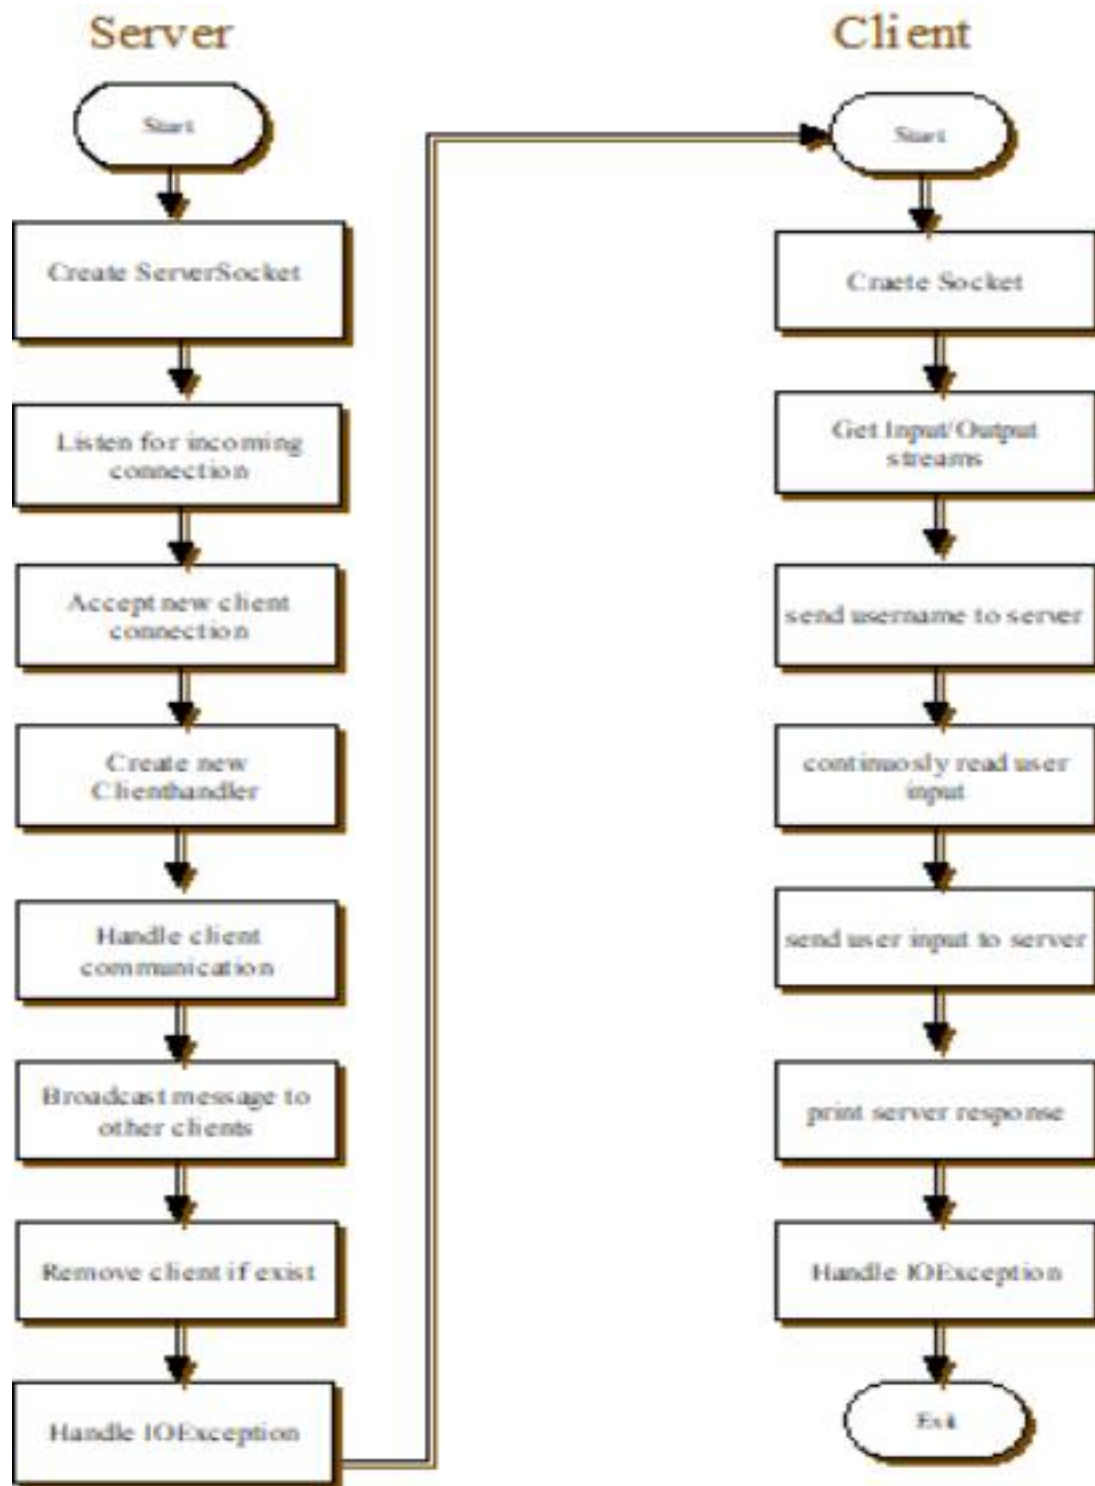 Server
Start
Create ServerSocket
Listen for incoming
connection
Accept new client
connection
Create new
Clienthandler
Handle client
communication
Broadcast message to
other clients
Remove client if exist
Handle IOException
Client
Start
Craete Socket
Get Input/Output
streams
send username to server
continuosly read user
input
send user input to server
print server response
Handle IOException
Exit